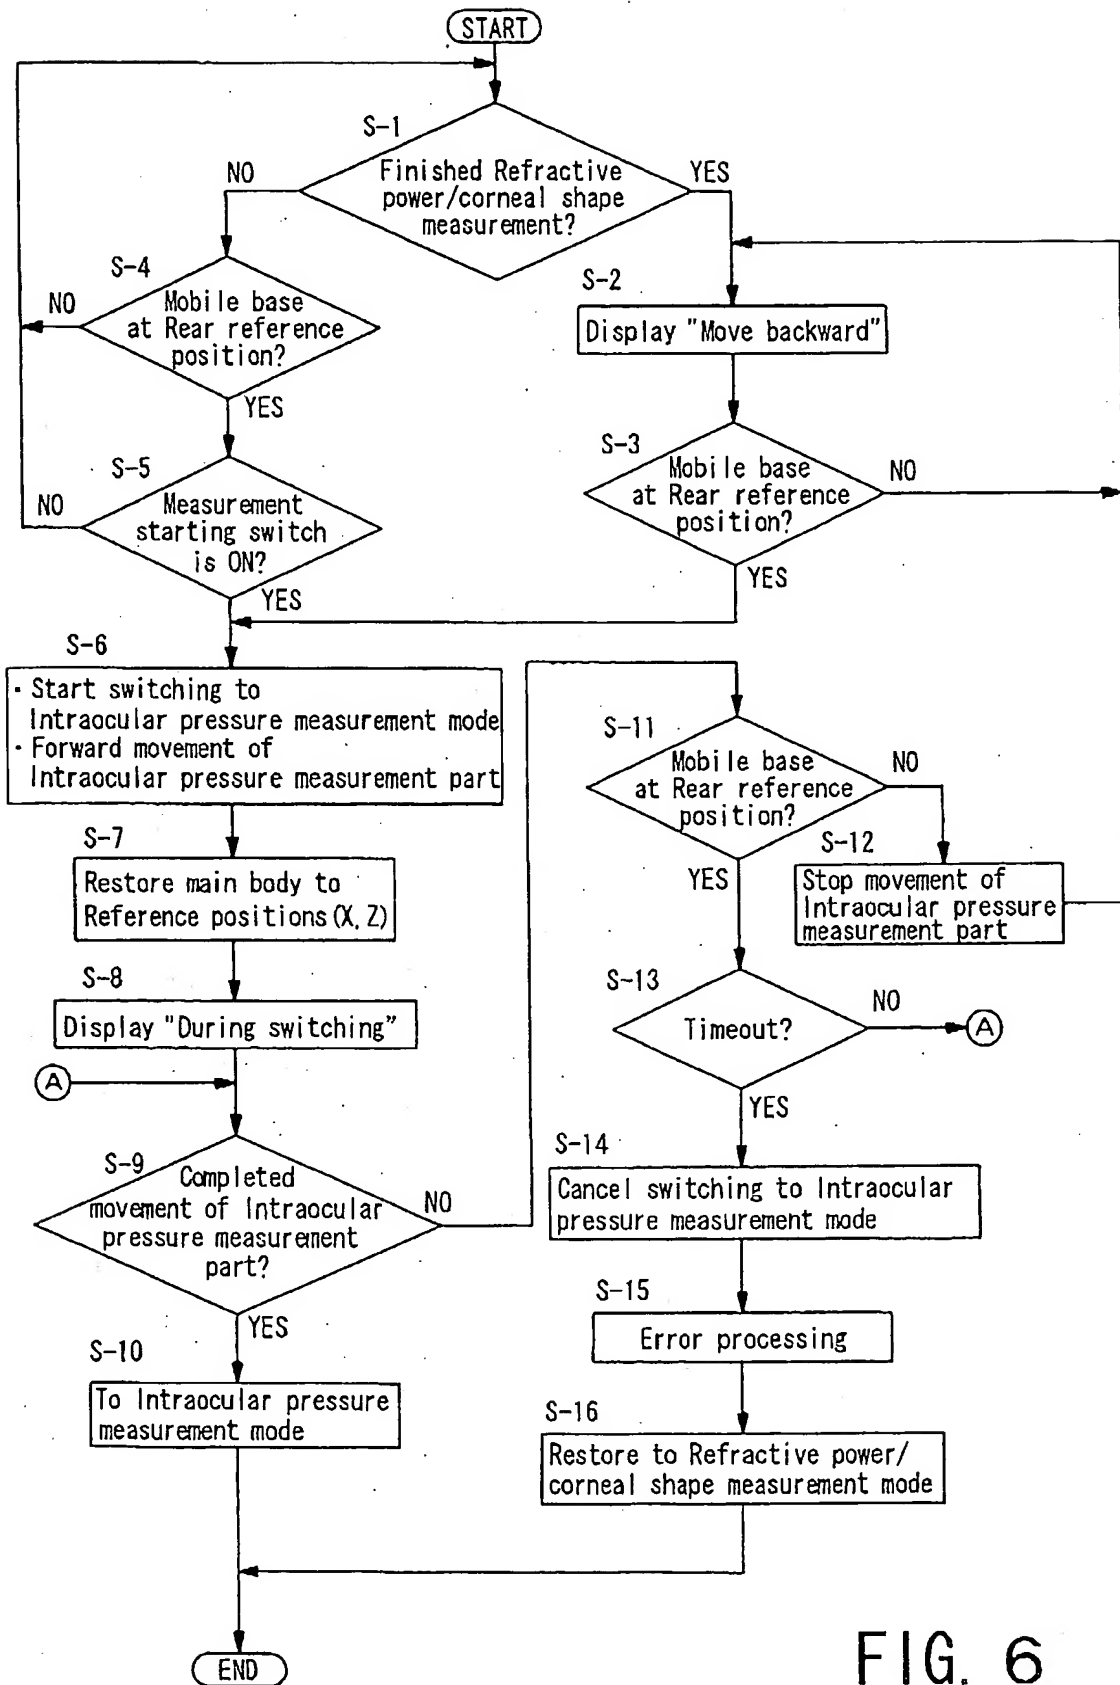 START
S-1
Finished Refractive
power/corneal shape
measurement?
NO
YES
S-4
Mobile base
at Rear reference
position?
NO
YES
S-2
Display "Move backward"
S-3
Mobile base
at Rear reference
position?
NO
YES
S-5
Measurement
starting switch
is ON?
NO
YES
S-6
· Start switching to
Intraocular pressure measurement mode
· Forward movement of
Intraocular pressure measurement part
S-7
Restore main body to
Reference positions (X, Z)
S-8
Display "During switching"
A
S-9
Completed
movement of Intraocular
pressure measurement
part?
NO
YES
S-10
To Intraocular pressure
measurement mode
S-11
Mobile base
at Rear reference
position?
NO
YES
S-12
Stop movement of
Intraocular pressure
measurement part
S-13
Timeout?
NO
A
YES
S-14
Cancel switching to Intraocular
pressure measurement mode
S-15
Error processing
S-16
Restore to Refractive power/
corneal shape measurement mode
END
FIG. 6